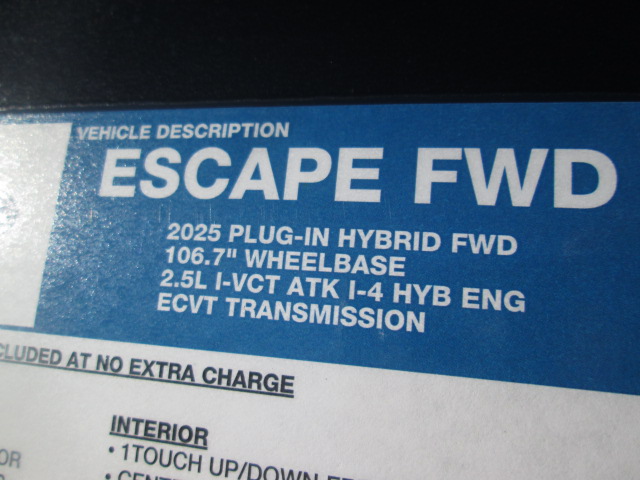 VEHICLE DESCRIPTION
ESCAPE FWD
2025 PLUG-IN HYBRID FWD
106.7" WHEELBASE
2.5L I-VCT ATK I-4 HYB ENG
ECVT TRANSMISSION
CLUDED AT NO EXTRA CHARGE
INTERIOR
• 1TOUCH UP/DOWN